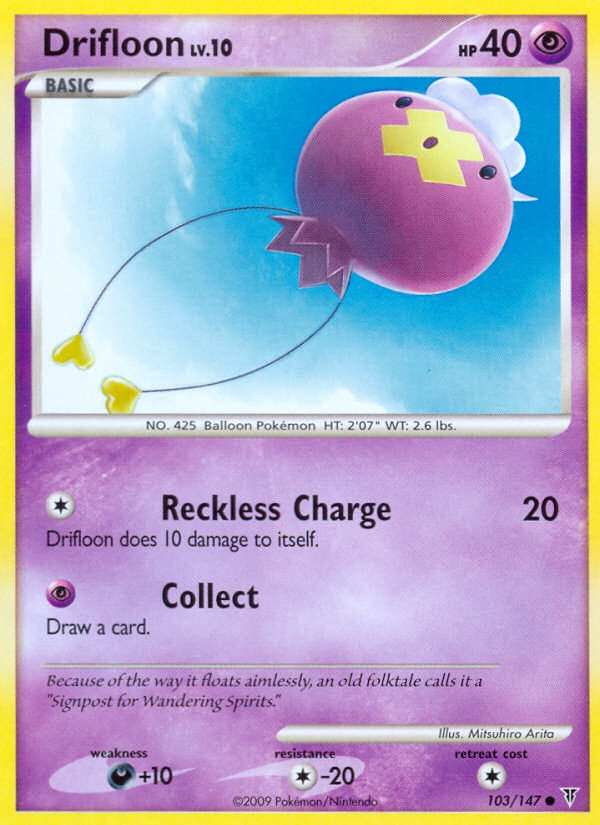 Drifloon LV.10
HP 40
BASIC
NO. 425 Balloon Pokémon HT: 2'07" WT: 2.6 lbs.
Reckless Charge 20
Drifloon does 10 damage to itself.
Collect
Draw a card.
Because of the way it floats aimlessly, an old folktale calls it a
"Signpost for Wandering Spirits."
Illus. Mitsuhiro Arita
weakness resistance retreat cost
+10 -20
©2009 Pokémon/Nintendo 103/147